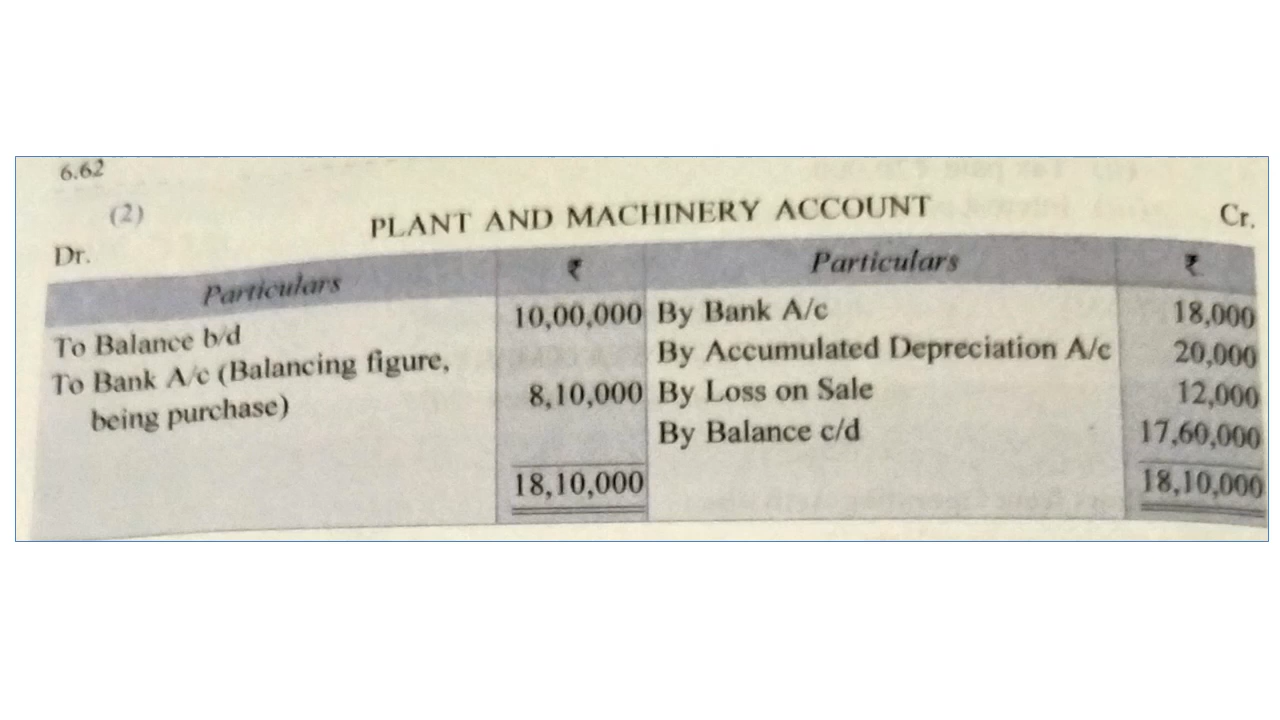 6.62
(2)
PLANT AND MACHINERY ACCOUNT
Dr.
Cr.
Particulars ₹ Particulars ₹
To Balance b/d 10,00,000 By Bank A/c 18,000
To Bank A/c (Balancing figure, By Accumulated Depreciation A/c 20,000
being purchase) 8,10,000 By Loss on Sale 12,000
By Balance c/d 17,60,000
18,10,000 18,10,000